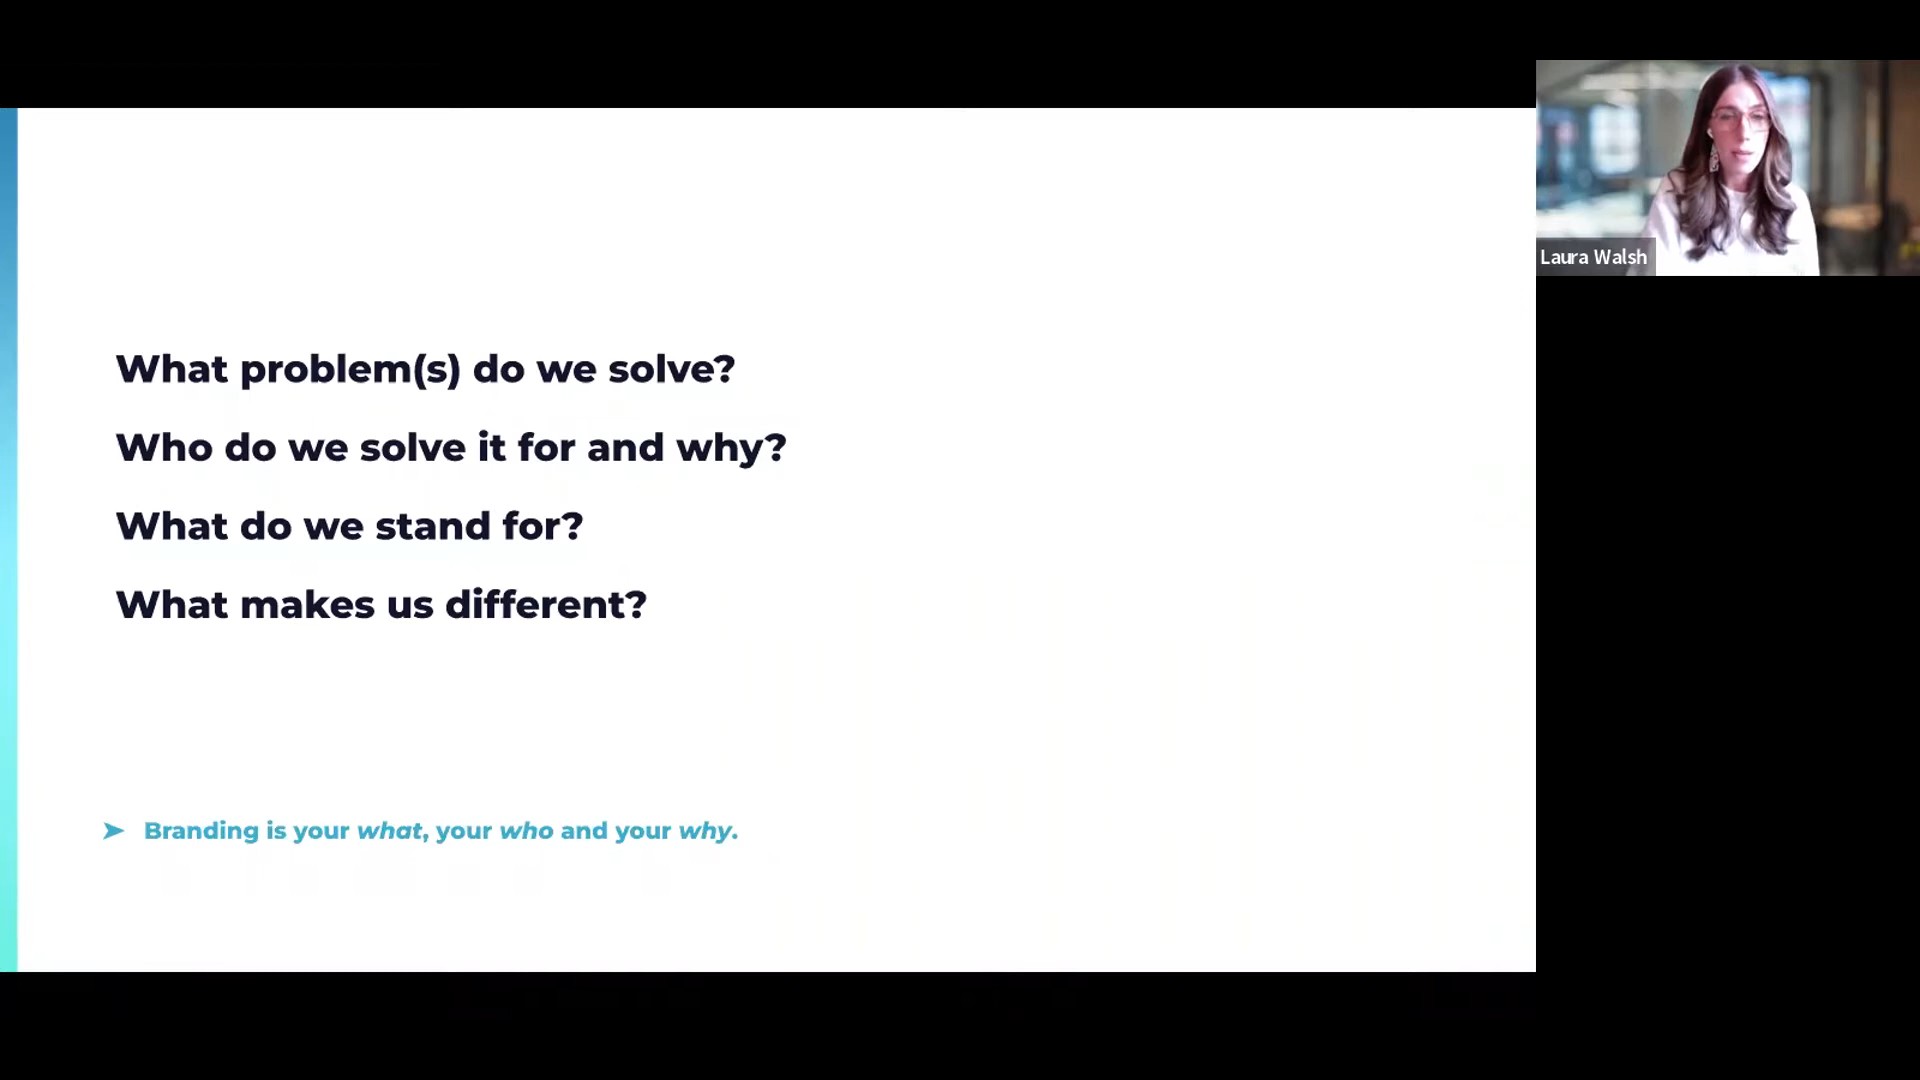 What problem(s) do we solve?
Who do we solve it for and why?
What do we stand for?
What makes us different?
➤ Branding is your what, your who and your why.
Laura Walsh